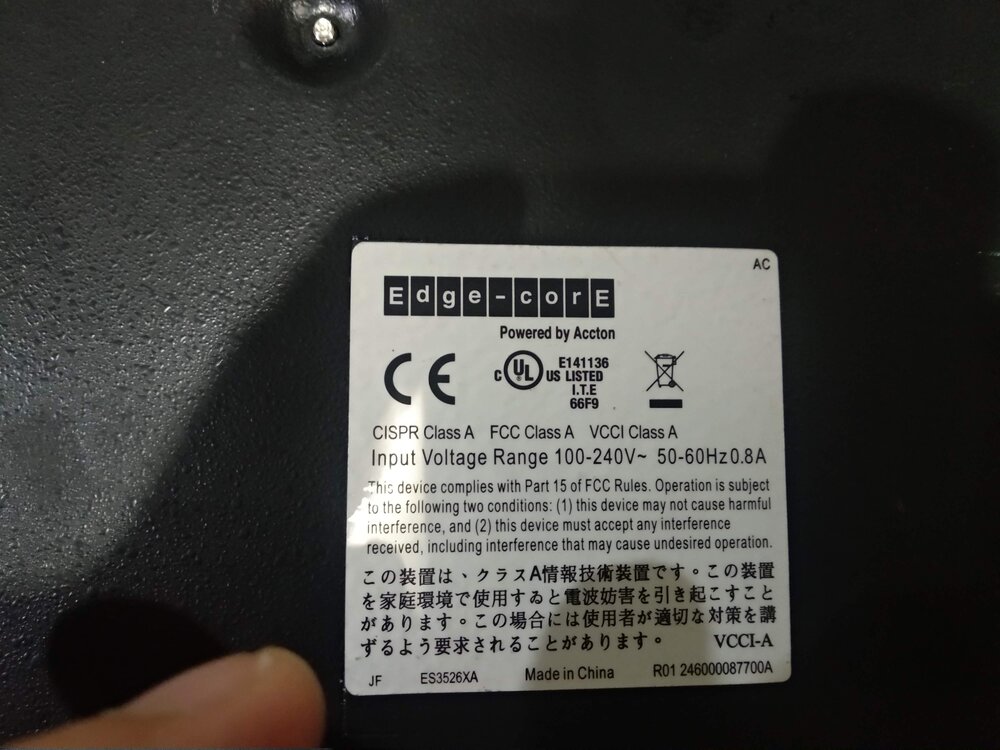 AC
Edge-corE
Powered by Accton
CE
c UL US LISTED
E141136
I.T.E
66F9
CISPR Class A FCC Class A VCCI Class A
Input Voltage Range 100-240V~ 50-60Hz 0.8A
This device complies with Part 15 of FCC Rules. Operation is subject
to the following two conditions: (1) this device may not cause harmful
interference, and (2) this device must accept any interference
received, including interference that may cause undesired operation.
この装置は、クラスA情報技術装置です。この装置
を家庭環境で使用すると電波妨害を引き起こすこと
があります。この場合には使用者が適切な対策を講
ずるよう要求されることがあります。 VCCI-A
JF ES3526XA Made in China R01 246000087700A